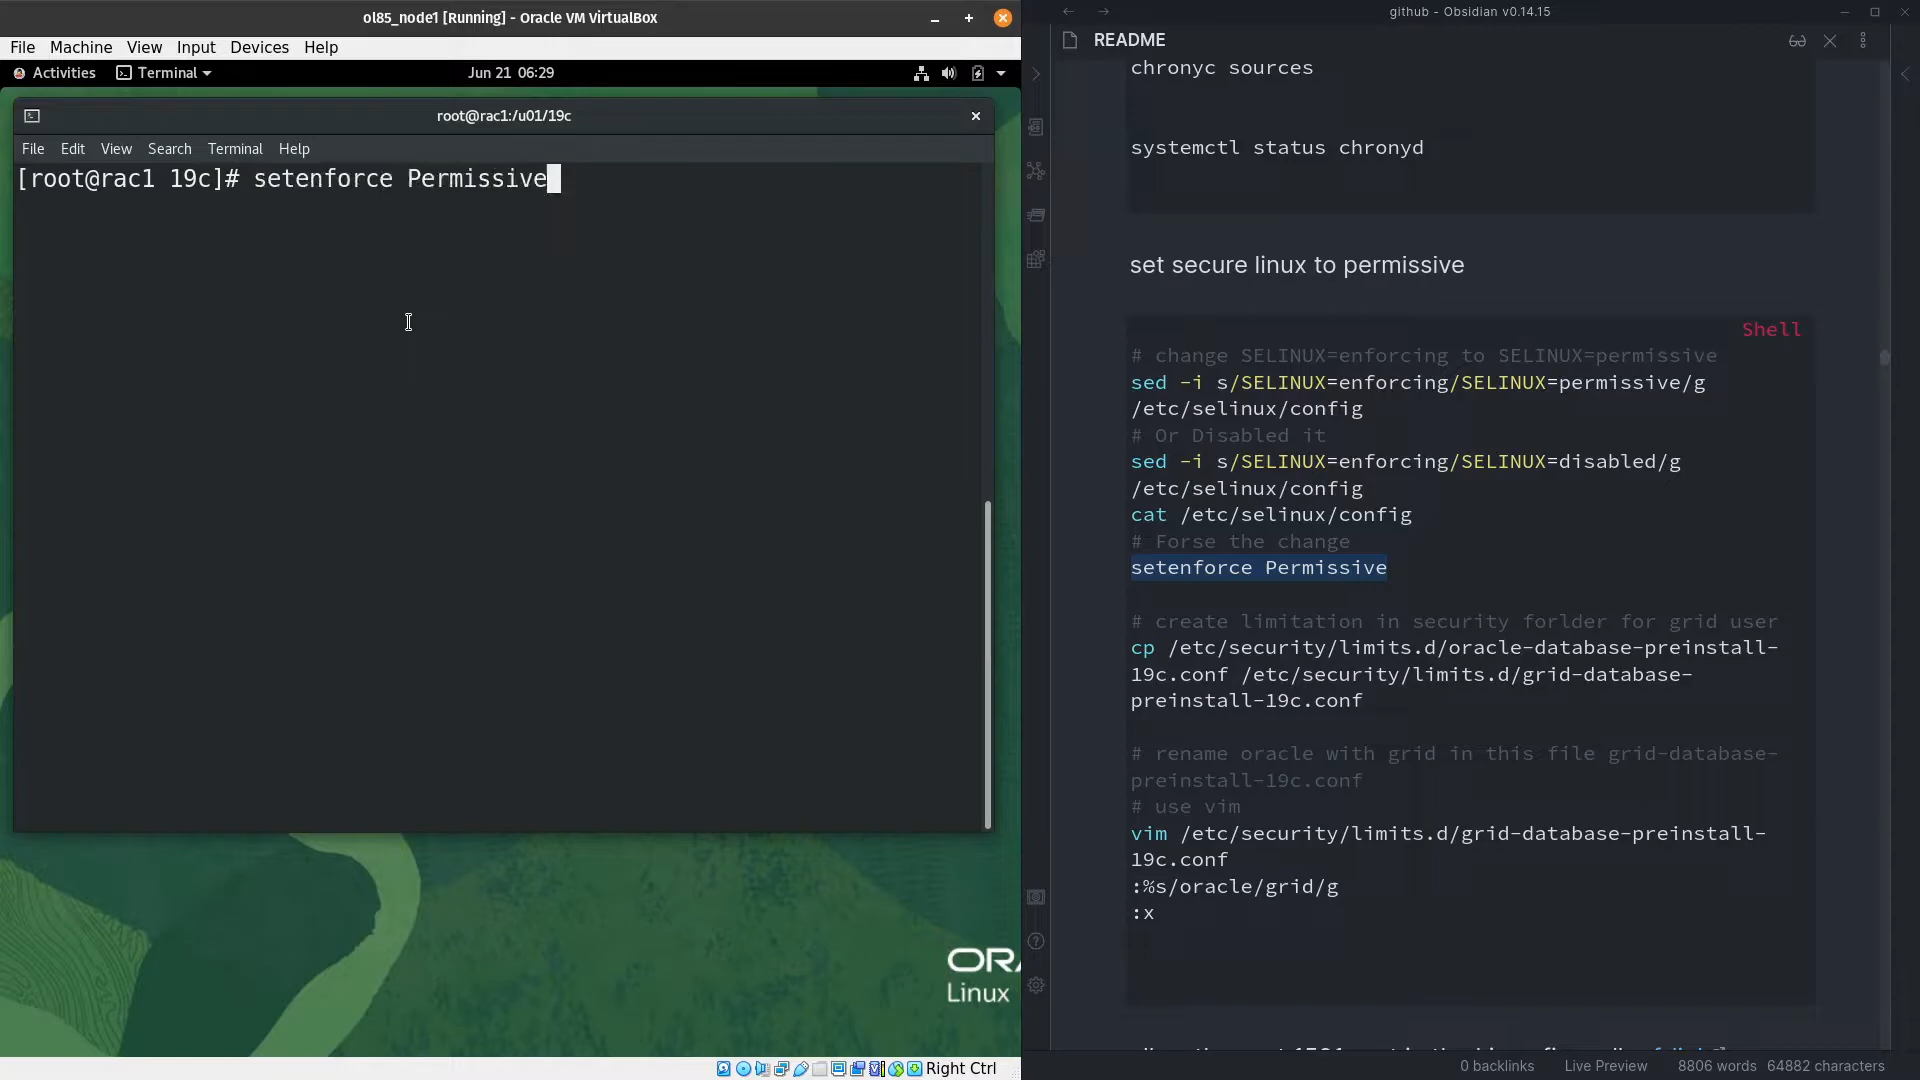 ol85_node1 [Running] - Oracle VM VirtualBox
File Machine View Input Devices Help
Activities Terminal Jun 21 06:29
root@rac1:/u01/19c
File Edit View Search Terminal Help
[root@rac1 19c]# setenforce Permissive
ORA
Linux
Right Ctrl
github - Obsidian v0.14.15
README
chronyc sources
systemctl status chronyd
set secure linux to permissive
Shell
# change SELINUX=enforcing to SELINUX=permissive
sed -i s/SELINUX=enforcing/SELINUX=permissive/g
/etc/selinux/config
# Or Disabled it
sed -i s/SELINUX=enforcing/SELINUX=disabled/g
/etc/selinux/config
cat /etc/selinux/config
# Forse the change
setenforce Permissive
# create limitation in security forlder for grid user
cp /etc/security/limits.d/oracle-database-preinstall-
19c.conf /etc/security/limits.d/grid-database-
preinstall-19c.conf
# rename oracle with grid in this file grid-database-
preinstall-19c.conf
# use vim
vim /etc/security/limits.d/grid-database-preinstall-
19c.conf
:%s/oracle/grid/g
:x
0 backlinks Live Preview 8806 words 64882 characters